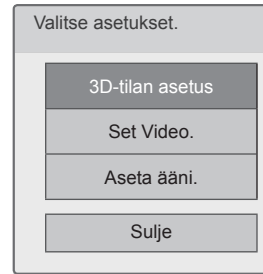 Valitse asetukset.
3D-tilan asetus
Set Video.
Aseta ääni.
Sulje